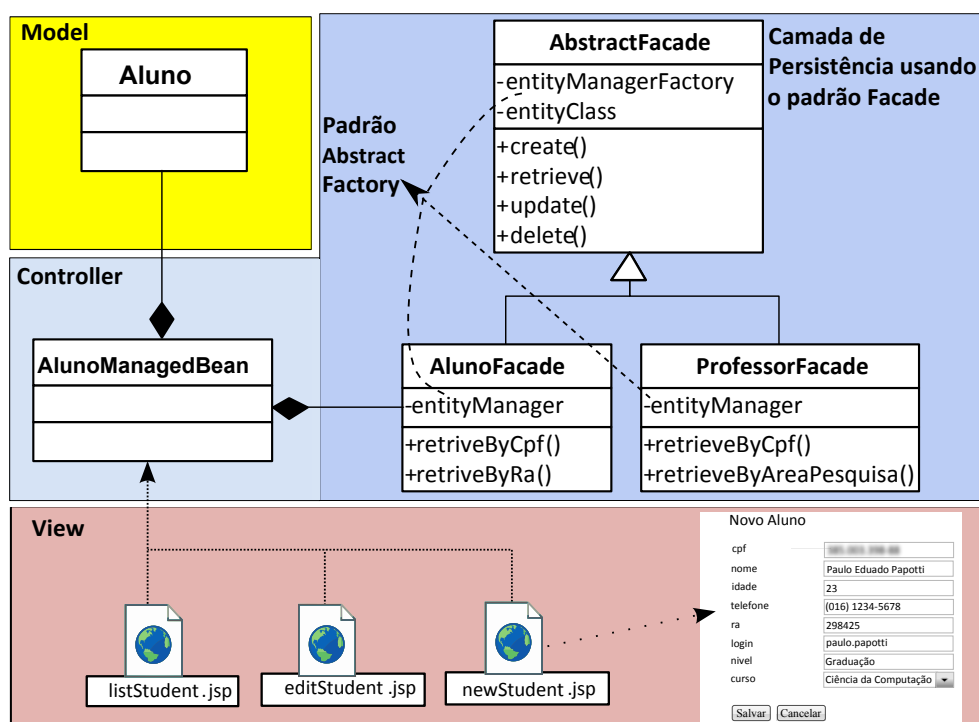 Model
Aluno
AbstractFacade
-entityManagerFactory
-entityClass
+create()
+retrieve()
+update()
+delete()
Camada de
Persistência usando
o padrão Facade
Padrão
Abstract
Factory
Controller
AlunoManagedBean
AlunoFacade
-entityManager
+retriveByCpf()
+retriveByRa()
ProfessorFacade
-entityManager
+retrieveByCpf()
+retrieveByAreaPesquisa()
View
listStudent .jsp
editStudent .jsp
newStudent .jsp
Novo Aluno
cpf
nome Paulo Eduado Papotti
idade 23
telefone (016) 1234-5678
ra 298425
login paulo.papotti
nivel Graduação
curso Ciência da Computação
Salvar Cancelar